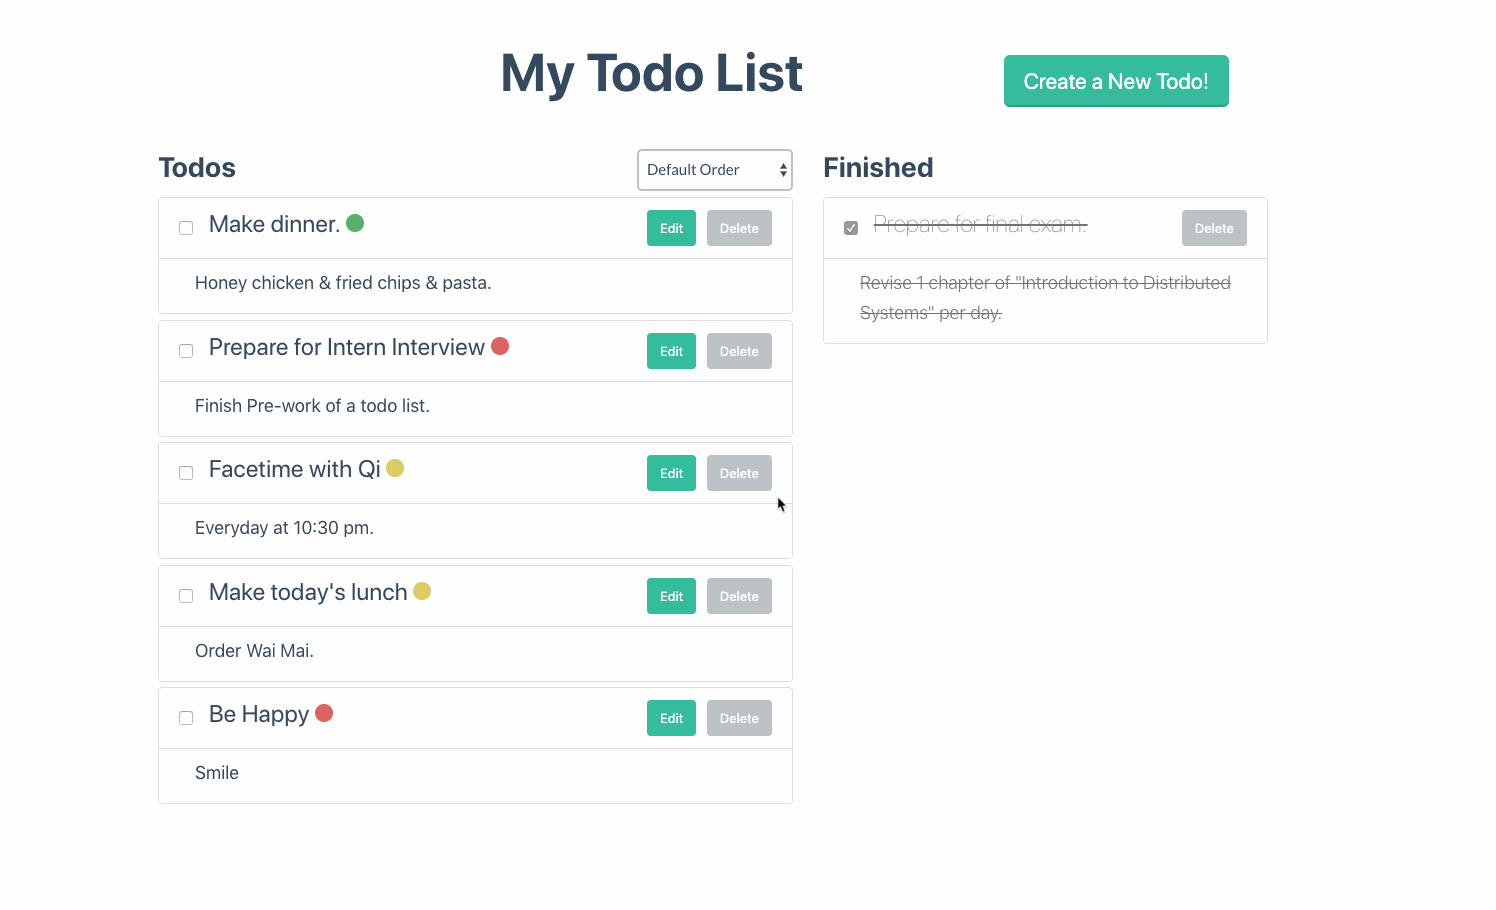 My Todo List
Create a New Todo!
Todos
Default Order
Make dinner.
Edit
Delete
Honey chicken & fried chips & pasta.
Prepare for Intern Interview
Edit
Delete
Finish Pre-work of a todo list.
Facetime with Qi
Edit
Delete
Everyday at 10:30 pm.
Make today's lunch
Edit
Delete
Order Wai Mai.
Be Happy
Edit
Delete
Smile
Finished
Prepare for final exam.
Delete
Revise 1 chapter of "Introduction to Distributed
Systems" per day.